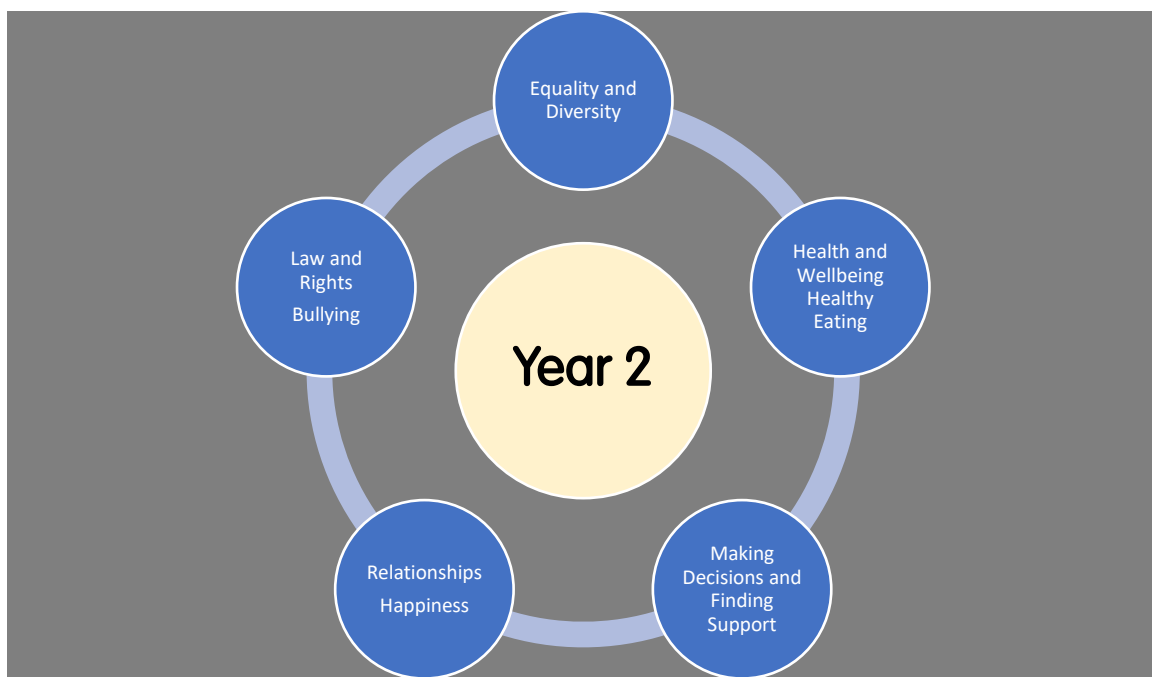 Equality and
Diversity
Health and
Wellbeing
Healthy
Eating
Making
Decisions and
Finding
Support
Relationships
Happiness
Law and
Rights
Bullying
Year 2